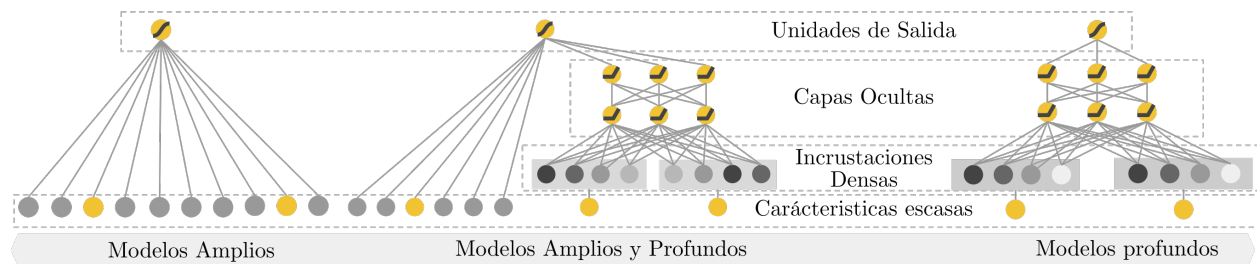 Unidades de Salida
Capas Ocultas
Incrustaciones
Densas
Carácteristicas escasas
Modelos Amplios
Modelos Amplios y Profundos
Modelos profundos